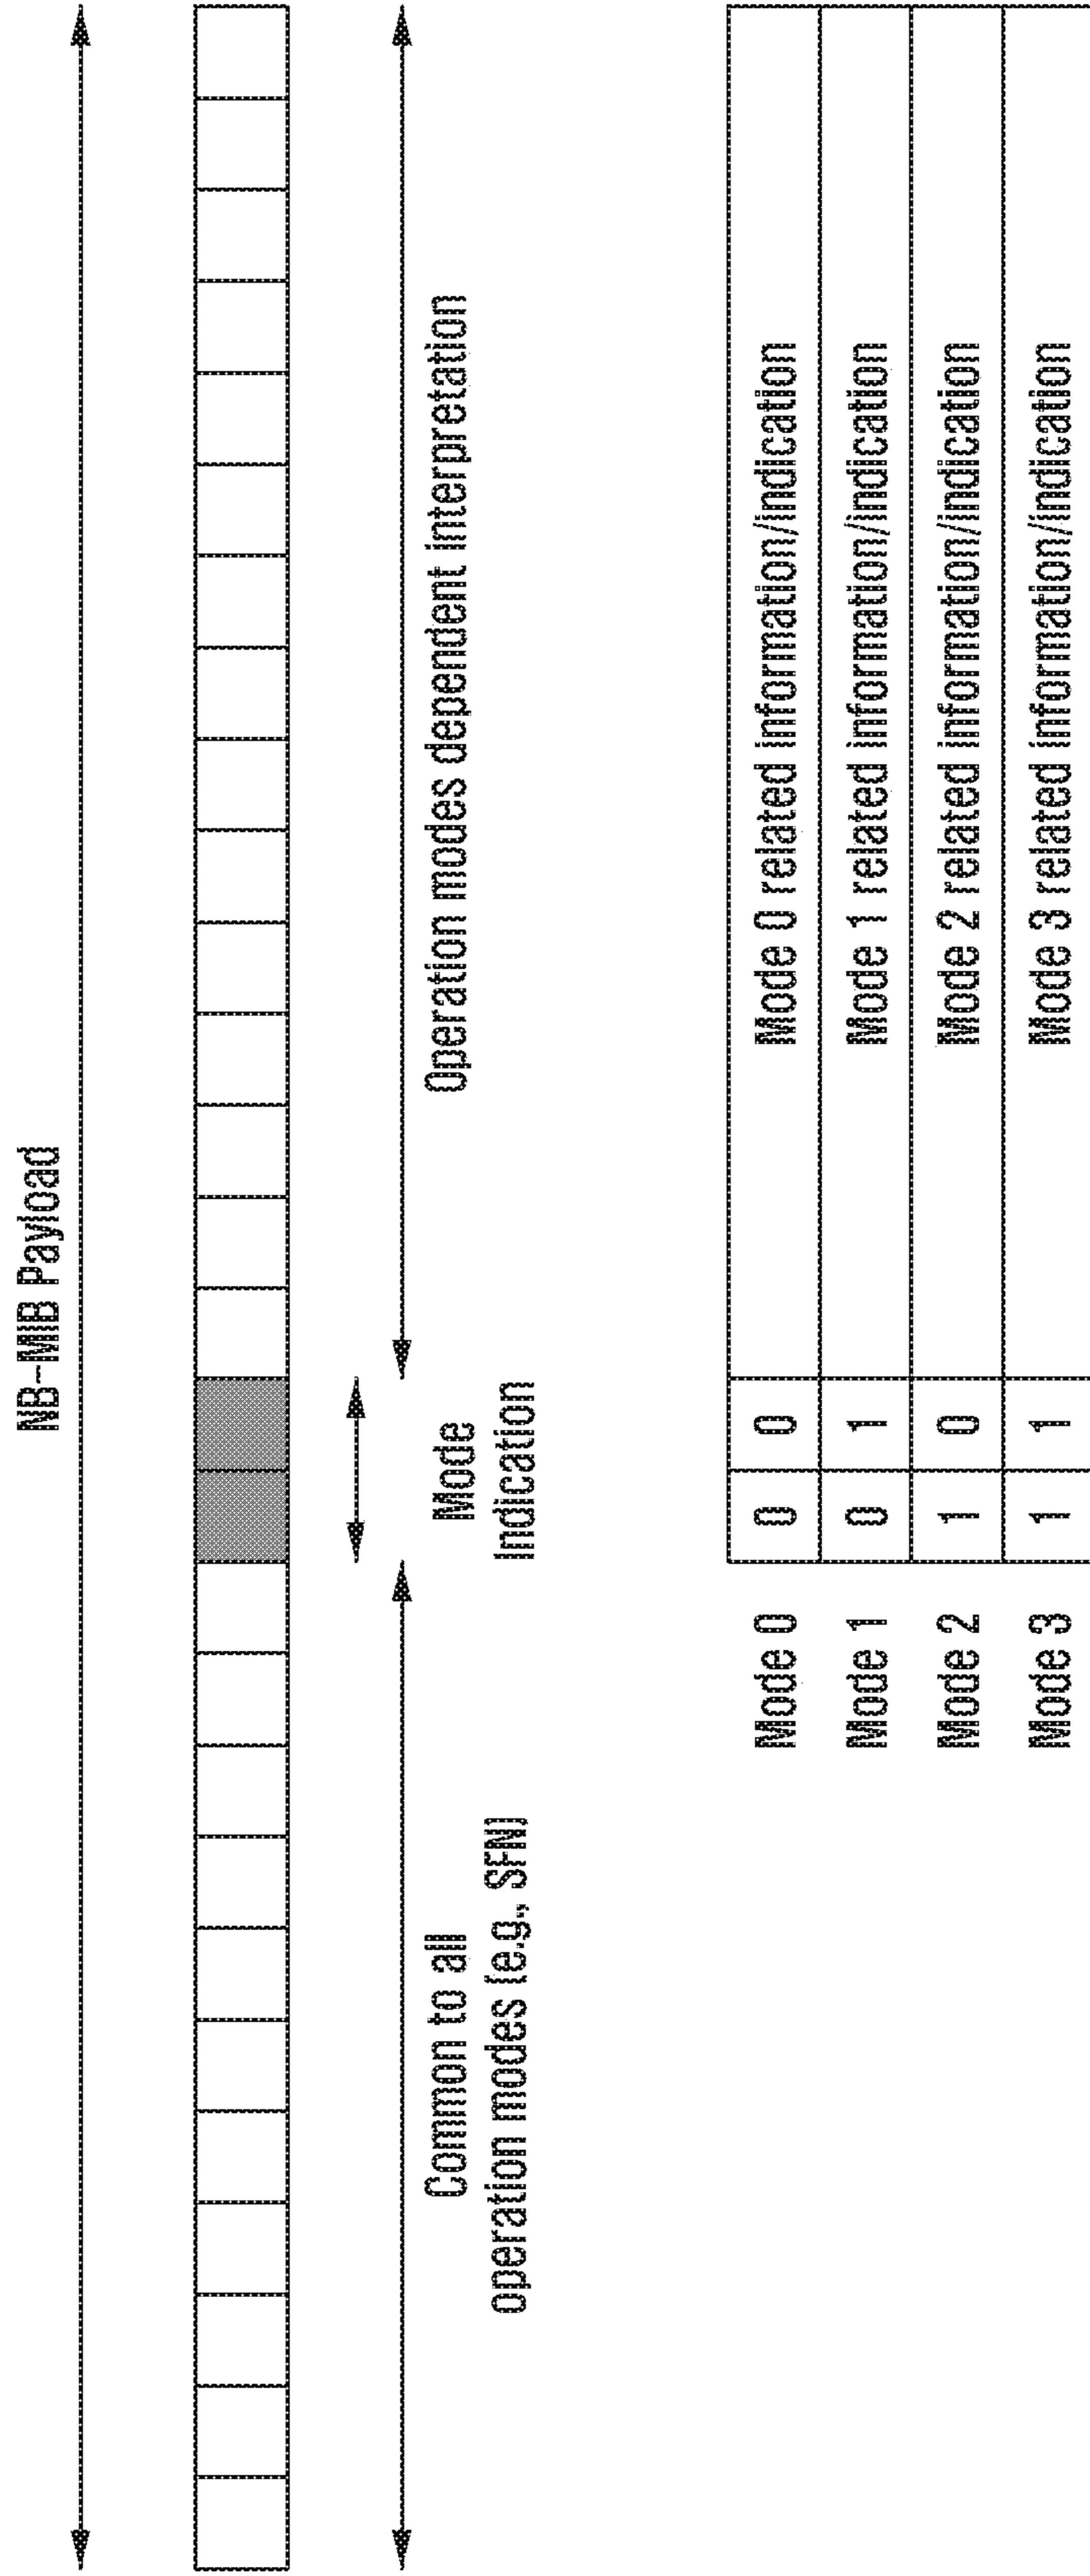 NB-MIB Payload
Common to all
operation modes (e.g., SFN)
Mode
Indication
Operation modes dependent interpretation
Mode 0 0 0 Mode 0 related information/indication
Mode 1 0 1 Mode 1 related information/indication
Mode 2 1 0 Mode 2 related information/indication
Mode 3 1 1 Mode 3 related information/indication